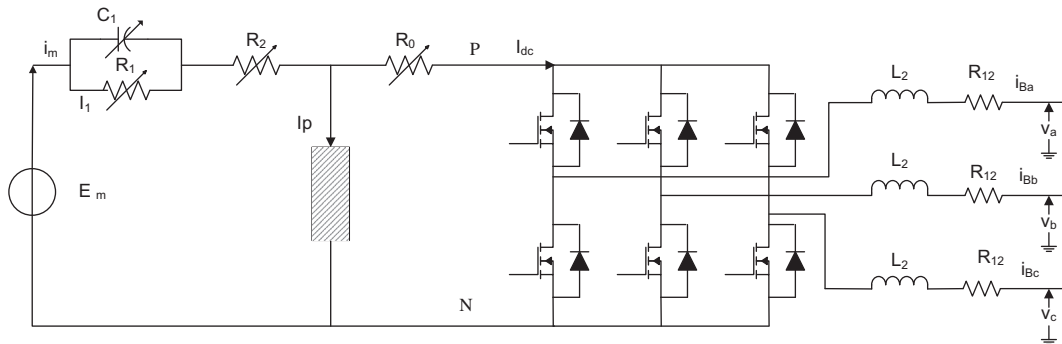 C1
im
R1
I1
R2
R0
P
Idc
Ip
Em
N
L2
R12
iBa
va
L2
R12
iBb
vb
L2
R12
iBc
vc